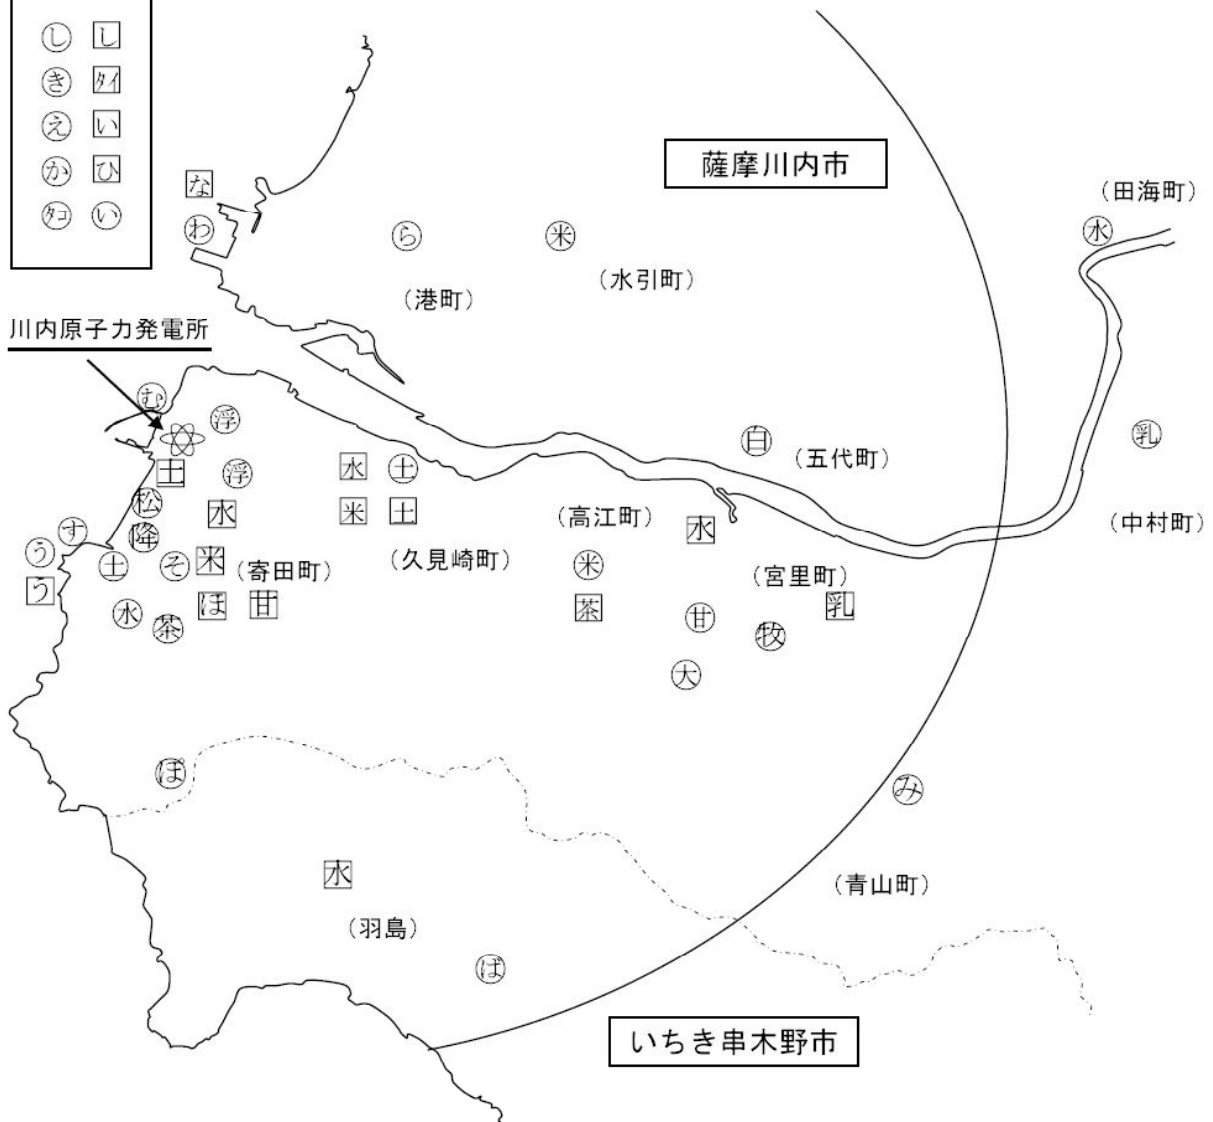 し し
き タイ
え い
か ひ
タコ い
薩摩川内市
（田海町）
水
な
わ
ら
米
（水引町）
（港町）
川内原子力発電所
む
浮
白
（五代町）
乳
（中村町）
土
浮
水 土
松
水
米 土
（高江町）
水
す
降
（久見崎町）
う
土
そ
米
（寄田町）
米
（宮里町）
う
水
茶
ほ
甘
茶
甘
牧
乳
大
ぽ
み
水
（青山町）
（羽島）
ば
いちき串木野市